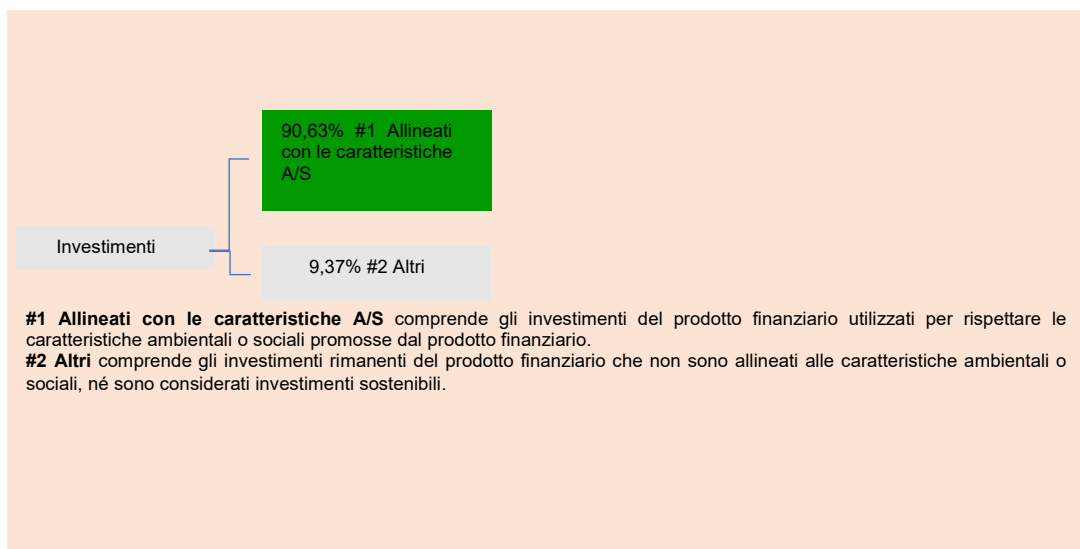 90,63% #1 Allineati
con le caratteristiche
A/S
Investimenti
9,37% #2 Altri
#1 Allineati con le caratteristiche A/S comprende gli investimenti del prodotto finanziario utilizzati per rispettare le
caratteristiche ambientali o sociali promosse dal prodotto finanziario.
#2 Altri comprende gli investimenti rimanenti del prodotto finanziario che non sono allineati alle caratteristiche ambientali o
sociali, né sono considerati investimenti sostenibili.